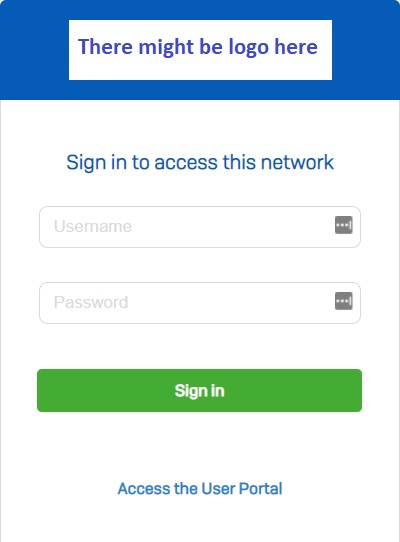 There might be logo here
Sign in to access this network
Username
Password
Sign in
Access the User Portal